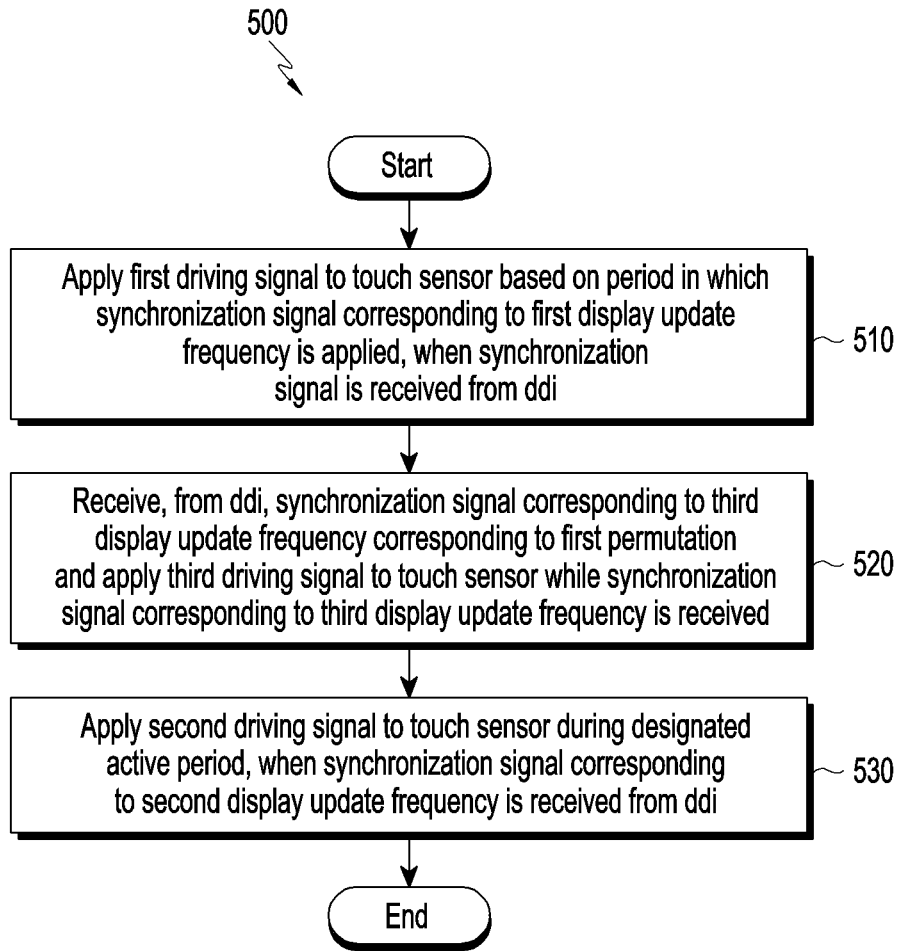 500
Start
Apply first driving signal to touch sensor based on period in which
synchronization signal corresponding to first display update
frequency is applied, when synchronization
signal is received from ddi
510
Receive, from ddi, synchronization signal corresponding to third
display update frequency corresponding to first permutation
and apply third driving signal to touch sensor while synchronization
signal corresponding to third display update frequency is received
520
Apply second driving signal to touch sensor during designated
active period, when synchronization signal corresponding
to second display update frequency is received from ddi
530
End